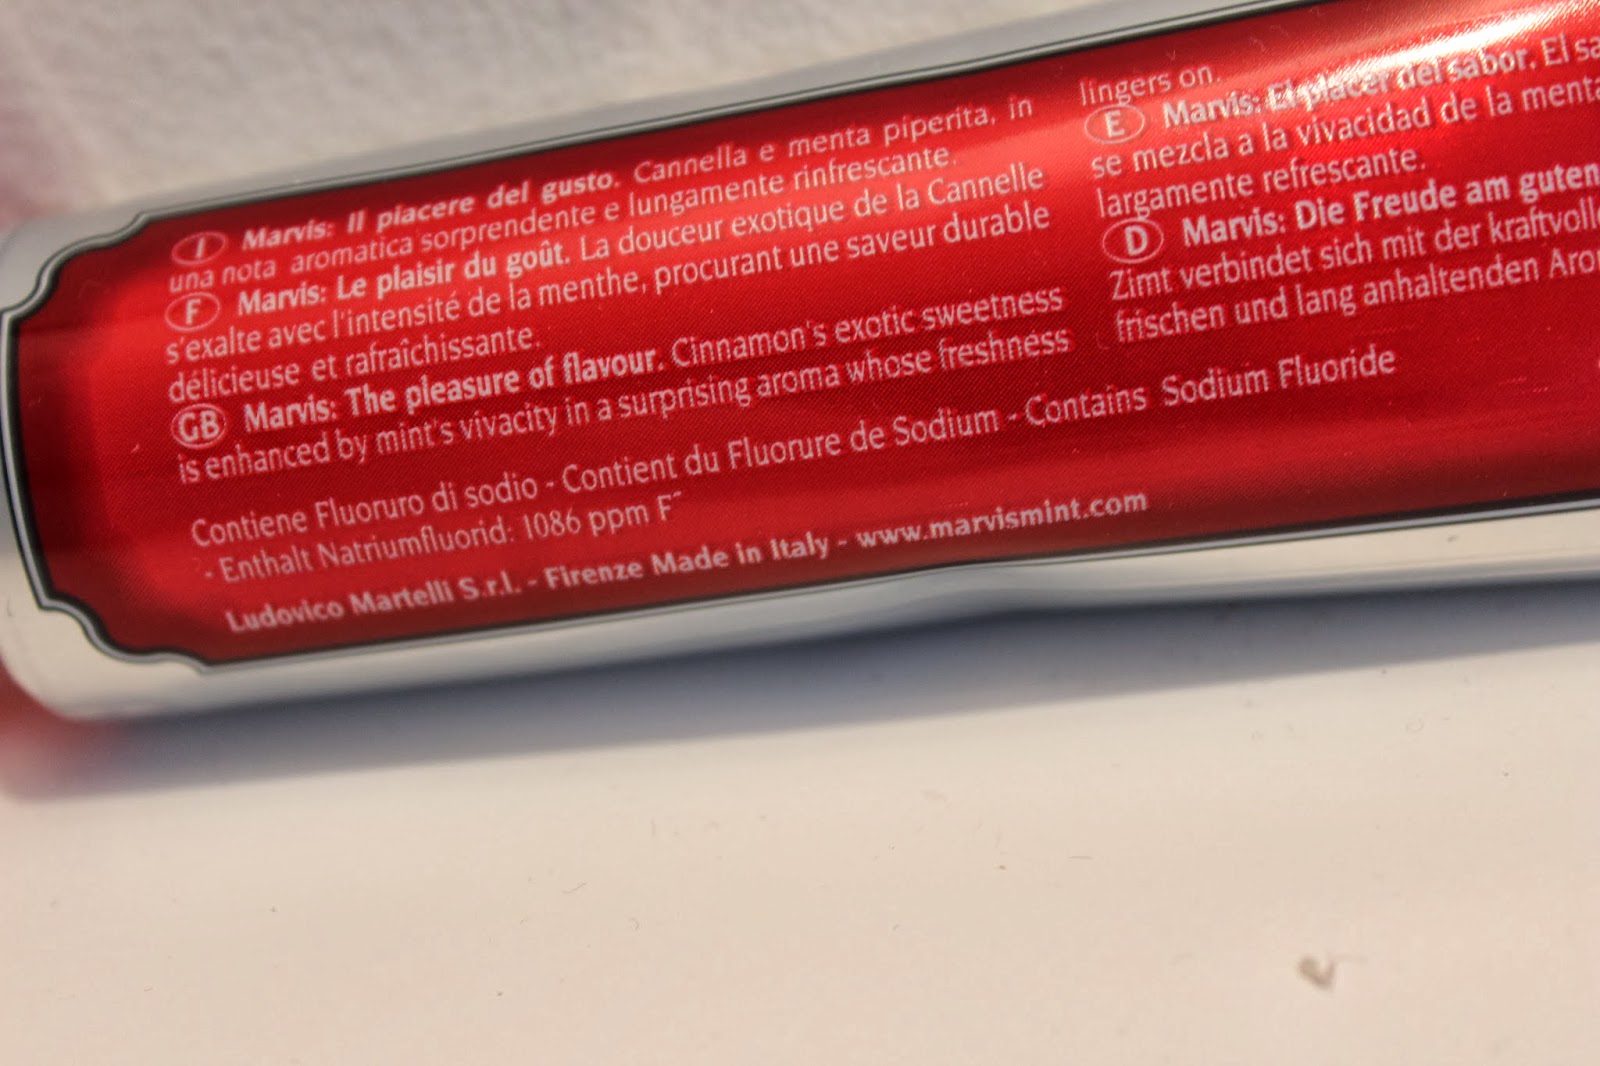 I Marvis: Il piacere del gusto. Cannella e menta piperita, in
una nota aromatica sorprendente e lungamente rinfrescante.
F Marvis: Le plaisir du goût. La douceur exotique de la Cannelle
s'exalte avec l'intensité de la menthe, procurant une saveur durable
délicieuse et rafraîchissante.
GB Marvis: The pleasure of flavour. Cinnamon's exotic sweetness
is enhanced by mint's vivacity in a surprising aroma whose freshness
lingers on.
E Marvis: El placer del sabor. El
se mezcla a la vivacidad de la menta
largamente refrescante.
D Marvis: Die Freude am guten
Zimt verbindet sich mit der
frischen und lang anhaltenden
Contiene Fluoruro di sodio - Contient du Fluorure de Sodium - Contains Sodium Fluoride
- Enthalt Natriumfluorid: 1086 ppm F⁻
Ludovico Martelli S.r.l. - Firenze Made in Italy - www.marvismint.com